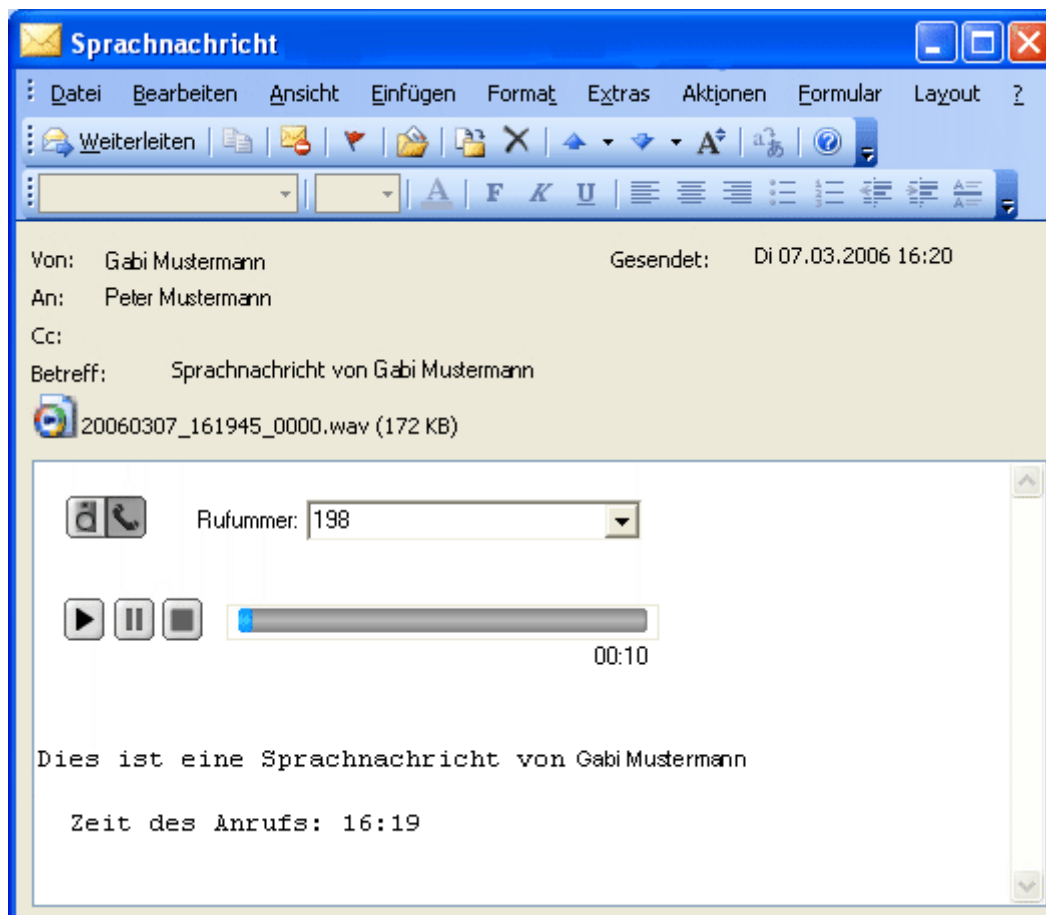 Sprachnachricht
Datei Bearbeiten Ansicht Einfügen Format Extras Aktionen Formular Layout ?
Weiterleiten
F K U
Von: Gabi Mustermann Gesendet: Di 07.03.2006 16:20
An: Peter Mustermann
Cc:
Betreff: Sprachnachricht von Gabi Mustermann
20060307_161945_0000.wav (172 KB)
Rufummer: 198
00:10
Dies ist eine Sprachnachricht von Gabi Mustermann
Zeit des Anrufs: 16:19